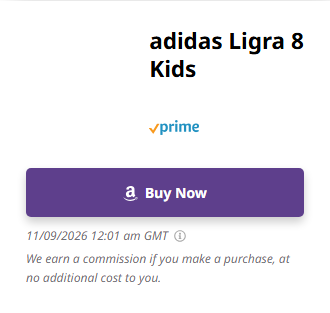 adidas Ligra 8
Kids
prime
Buy Now
11/09/2026 12:01 am GMT
We earn a commission if you make a purchase, at
no additional cost to you.